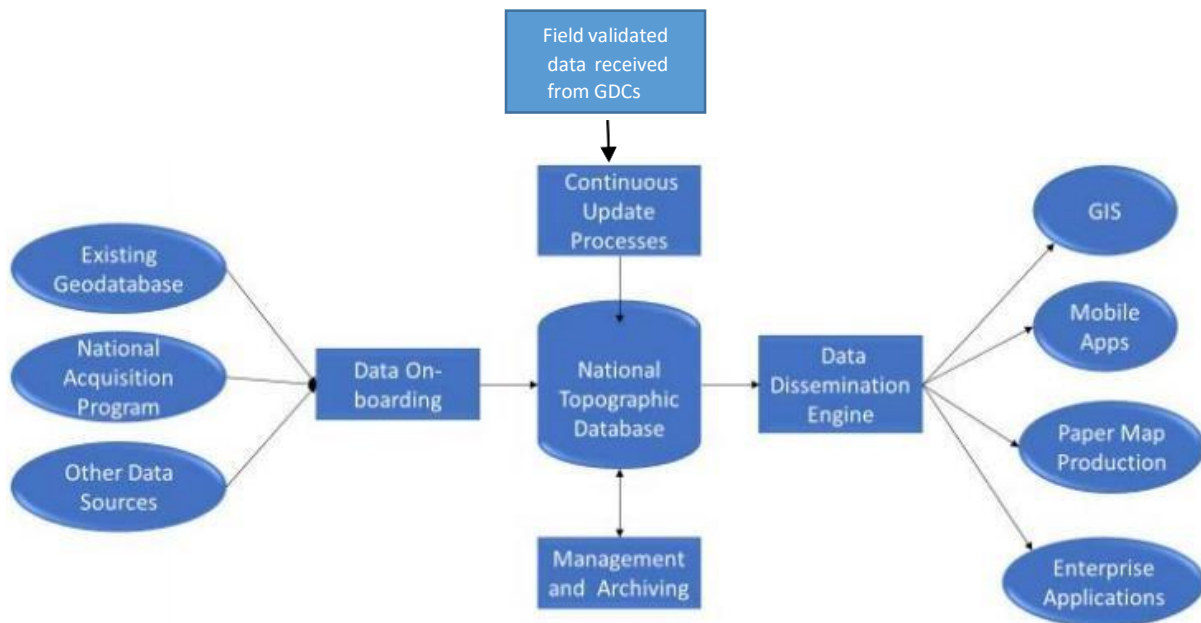 Field validated
data received
from GDCs
Continuous
Update
Processes
Existing
Geodatabase
National
Acquisition
Program
Other Data
Sources
Data On-
boarding
National
Topographic
Database
Management
and Archiving
Data
Dissemination
Engine
GIS
Mobile
Apps
Paper Map
Production
Enterprise
Applications